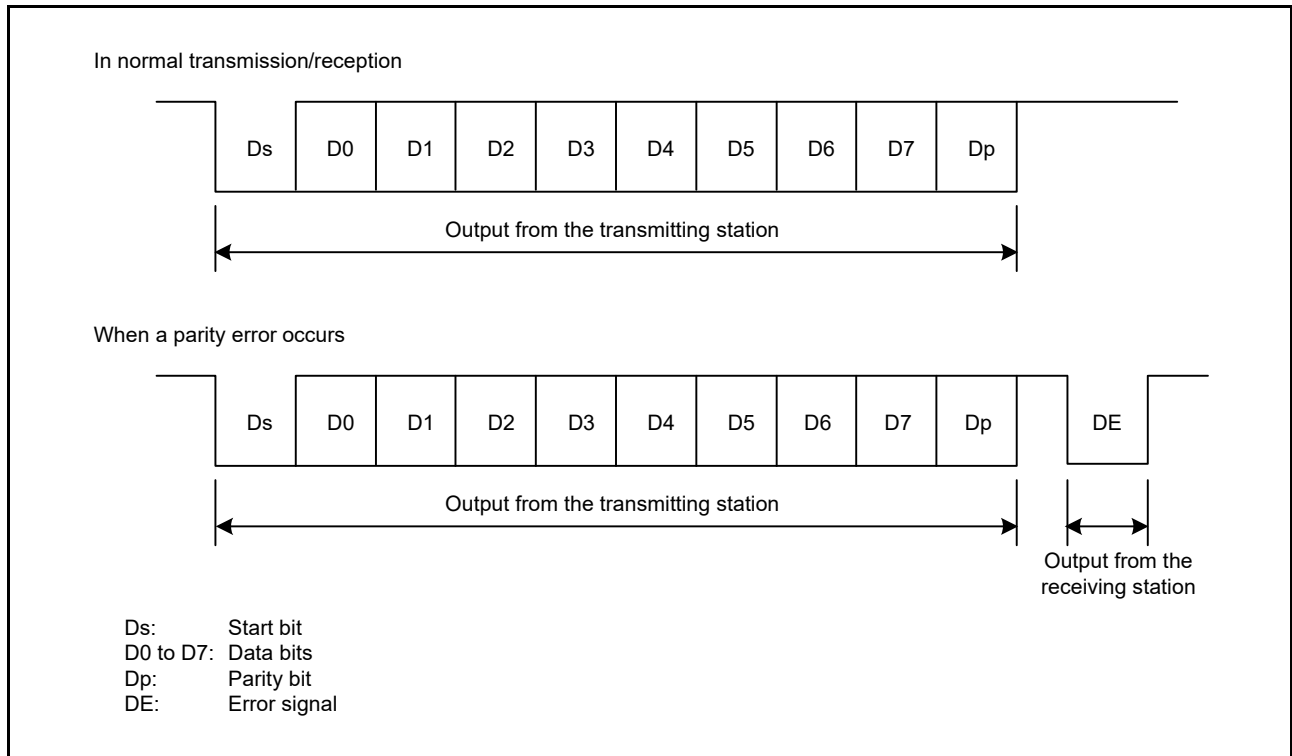 In normal transmission/reception
Ds D0 D1 D2 D3 D4 D5 D6 D7 Dp
Output from the transmitting station
When a parity error occurs
Ds D0 D1 D2 D3 D4 D5 D6 D7 Dp DE
Output from the transmitting station
Output from the
receiving station
Ds: Start bit
D0 to D7: Data bits
Dp: Parity bit
DE: Error signal